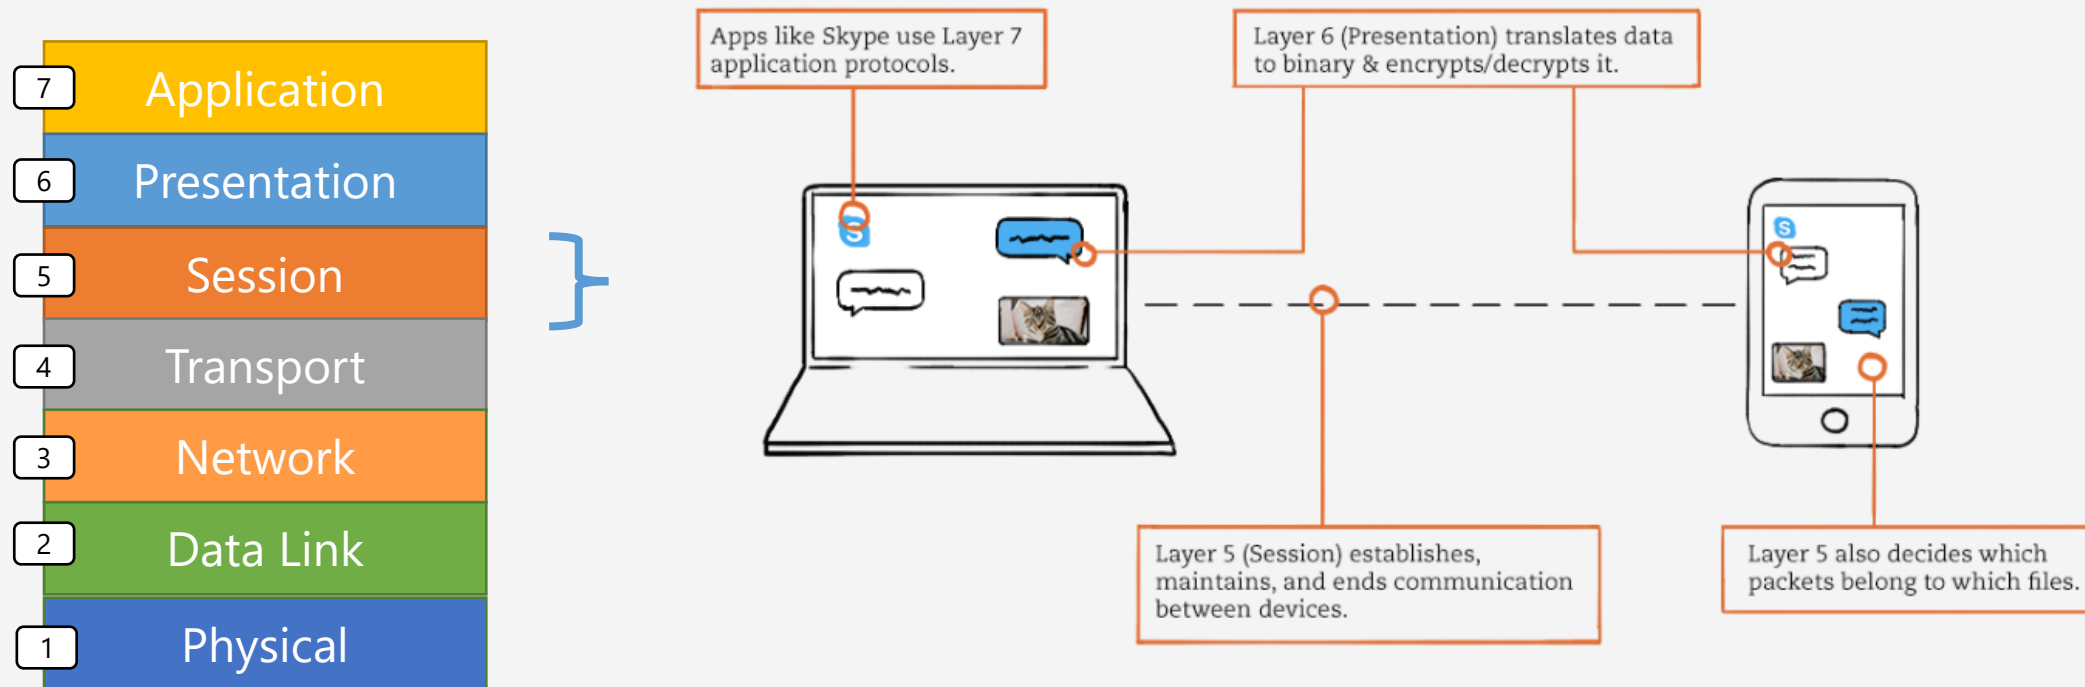 7
Application
6
Presentation
5
Session
4
Transport
3
Network
2
Data Link
1
Physical
Apps like Skype use Layer 7
application protocols.
Layer 6 (Presentation) translates data
to binary & encrypts/decrypts it.
S
S
Layer 5 (Session) establishes,
maintains, and ends communication
between devices.
Layer 5 also decides which
packets belong to which files.